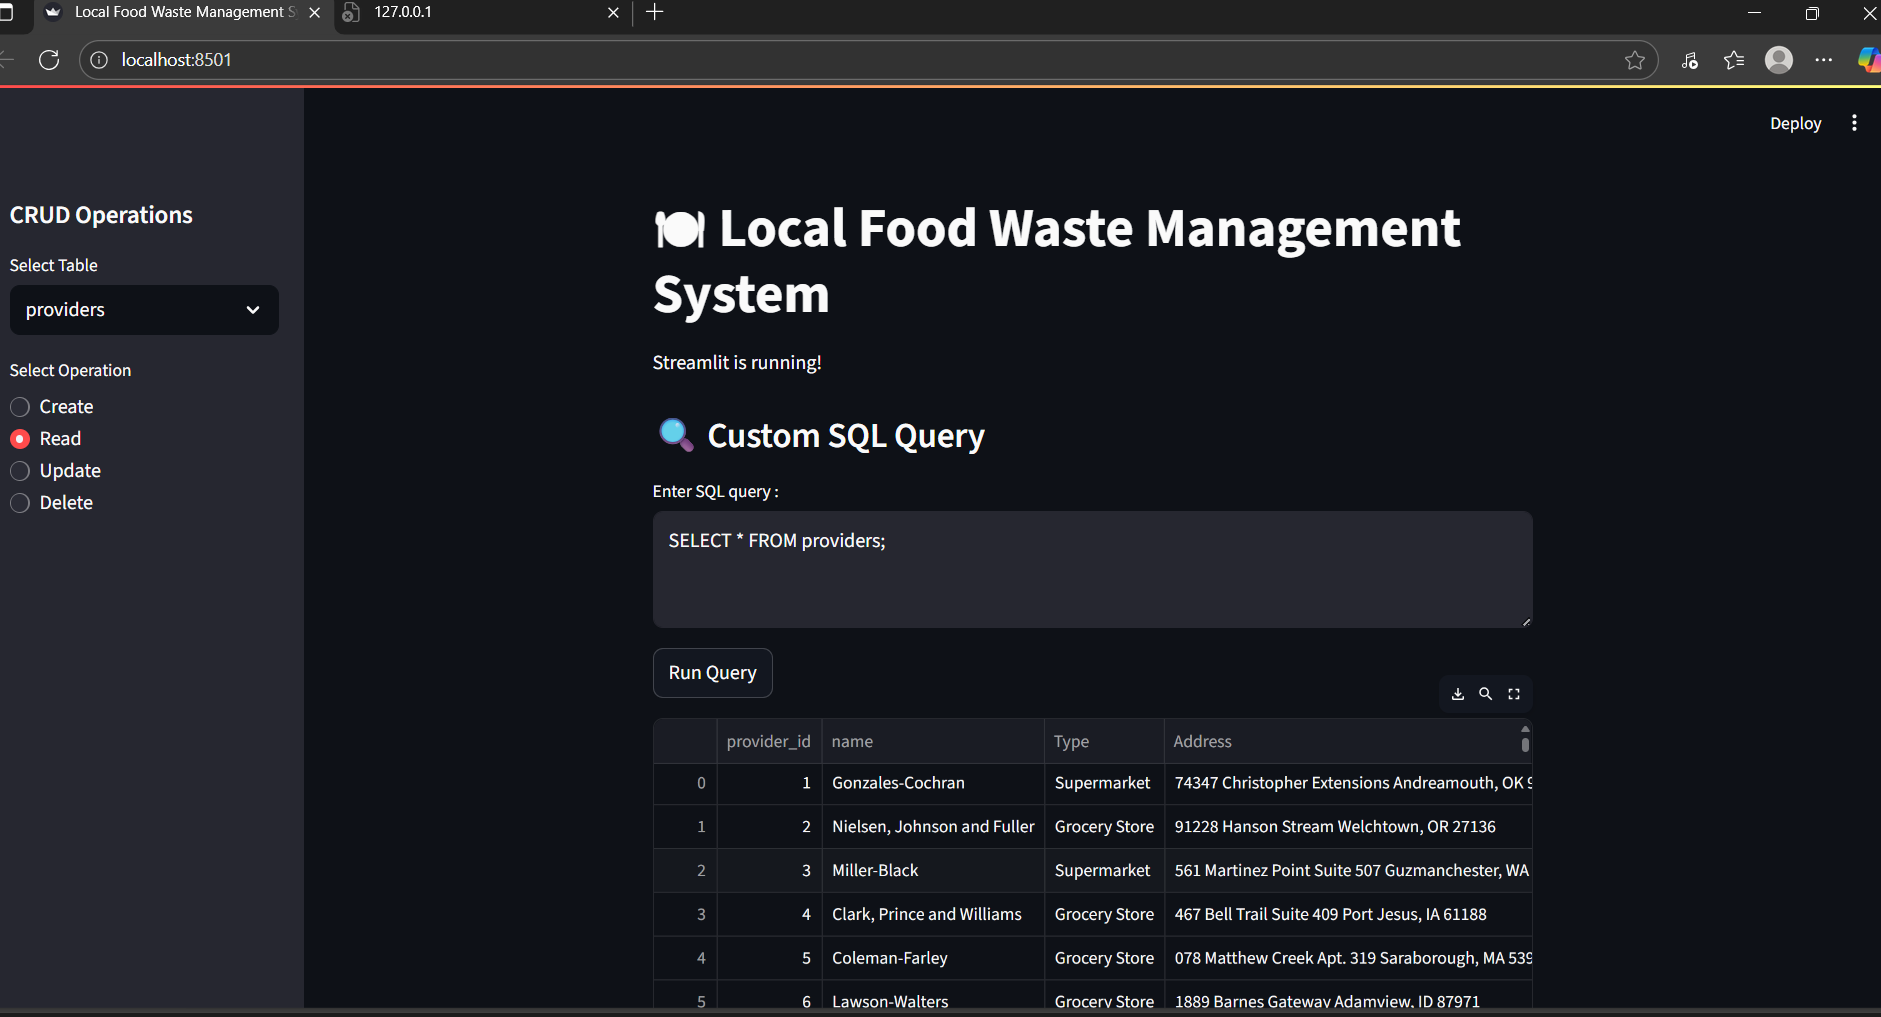 Local Food Waste Management S
127.0.0.1
localhost:8501
Deploy
CRUD Operations
Select Table
providers
Select Operation
Create
Read
Update
Delete
Local Food Waste Management
System
Streamlit is running!
Custom SQL Query
Enter SQL query :
SELECT * FROM providers;
Run Query
provider_id name Type Address
0 1 Gonzales-Cochran Supermarket 74347 Christopher Extensions Andreamouth, OK 9
1 2 Nielsen, Johnson and Fuller Grocery Store 91228 Hanson Stream Welchtown, OR 27136
2 3 Miller-Black Supermarket 561 Martinez Point Suite 507 Guzmanchester, WA
3 4 Clark, Prince and Williams Grocery Store 467 Bell Trail Suite 409 Port Jesus, IA 61188
4 5 Coleman-Farley Grocery Store 078 Matthew Creek Apt. 319 Saraborough, MA 539
5 6 Lawson-Walters Grocery Store 1889 Barnes Gateway Adamview, ID 87971